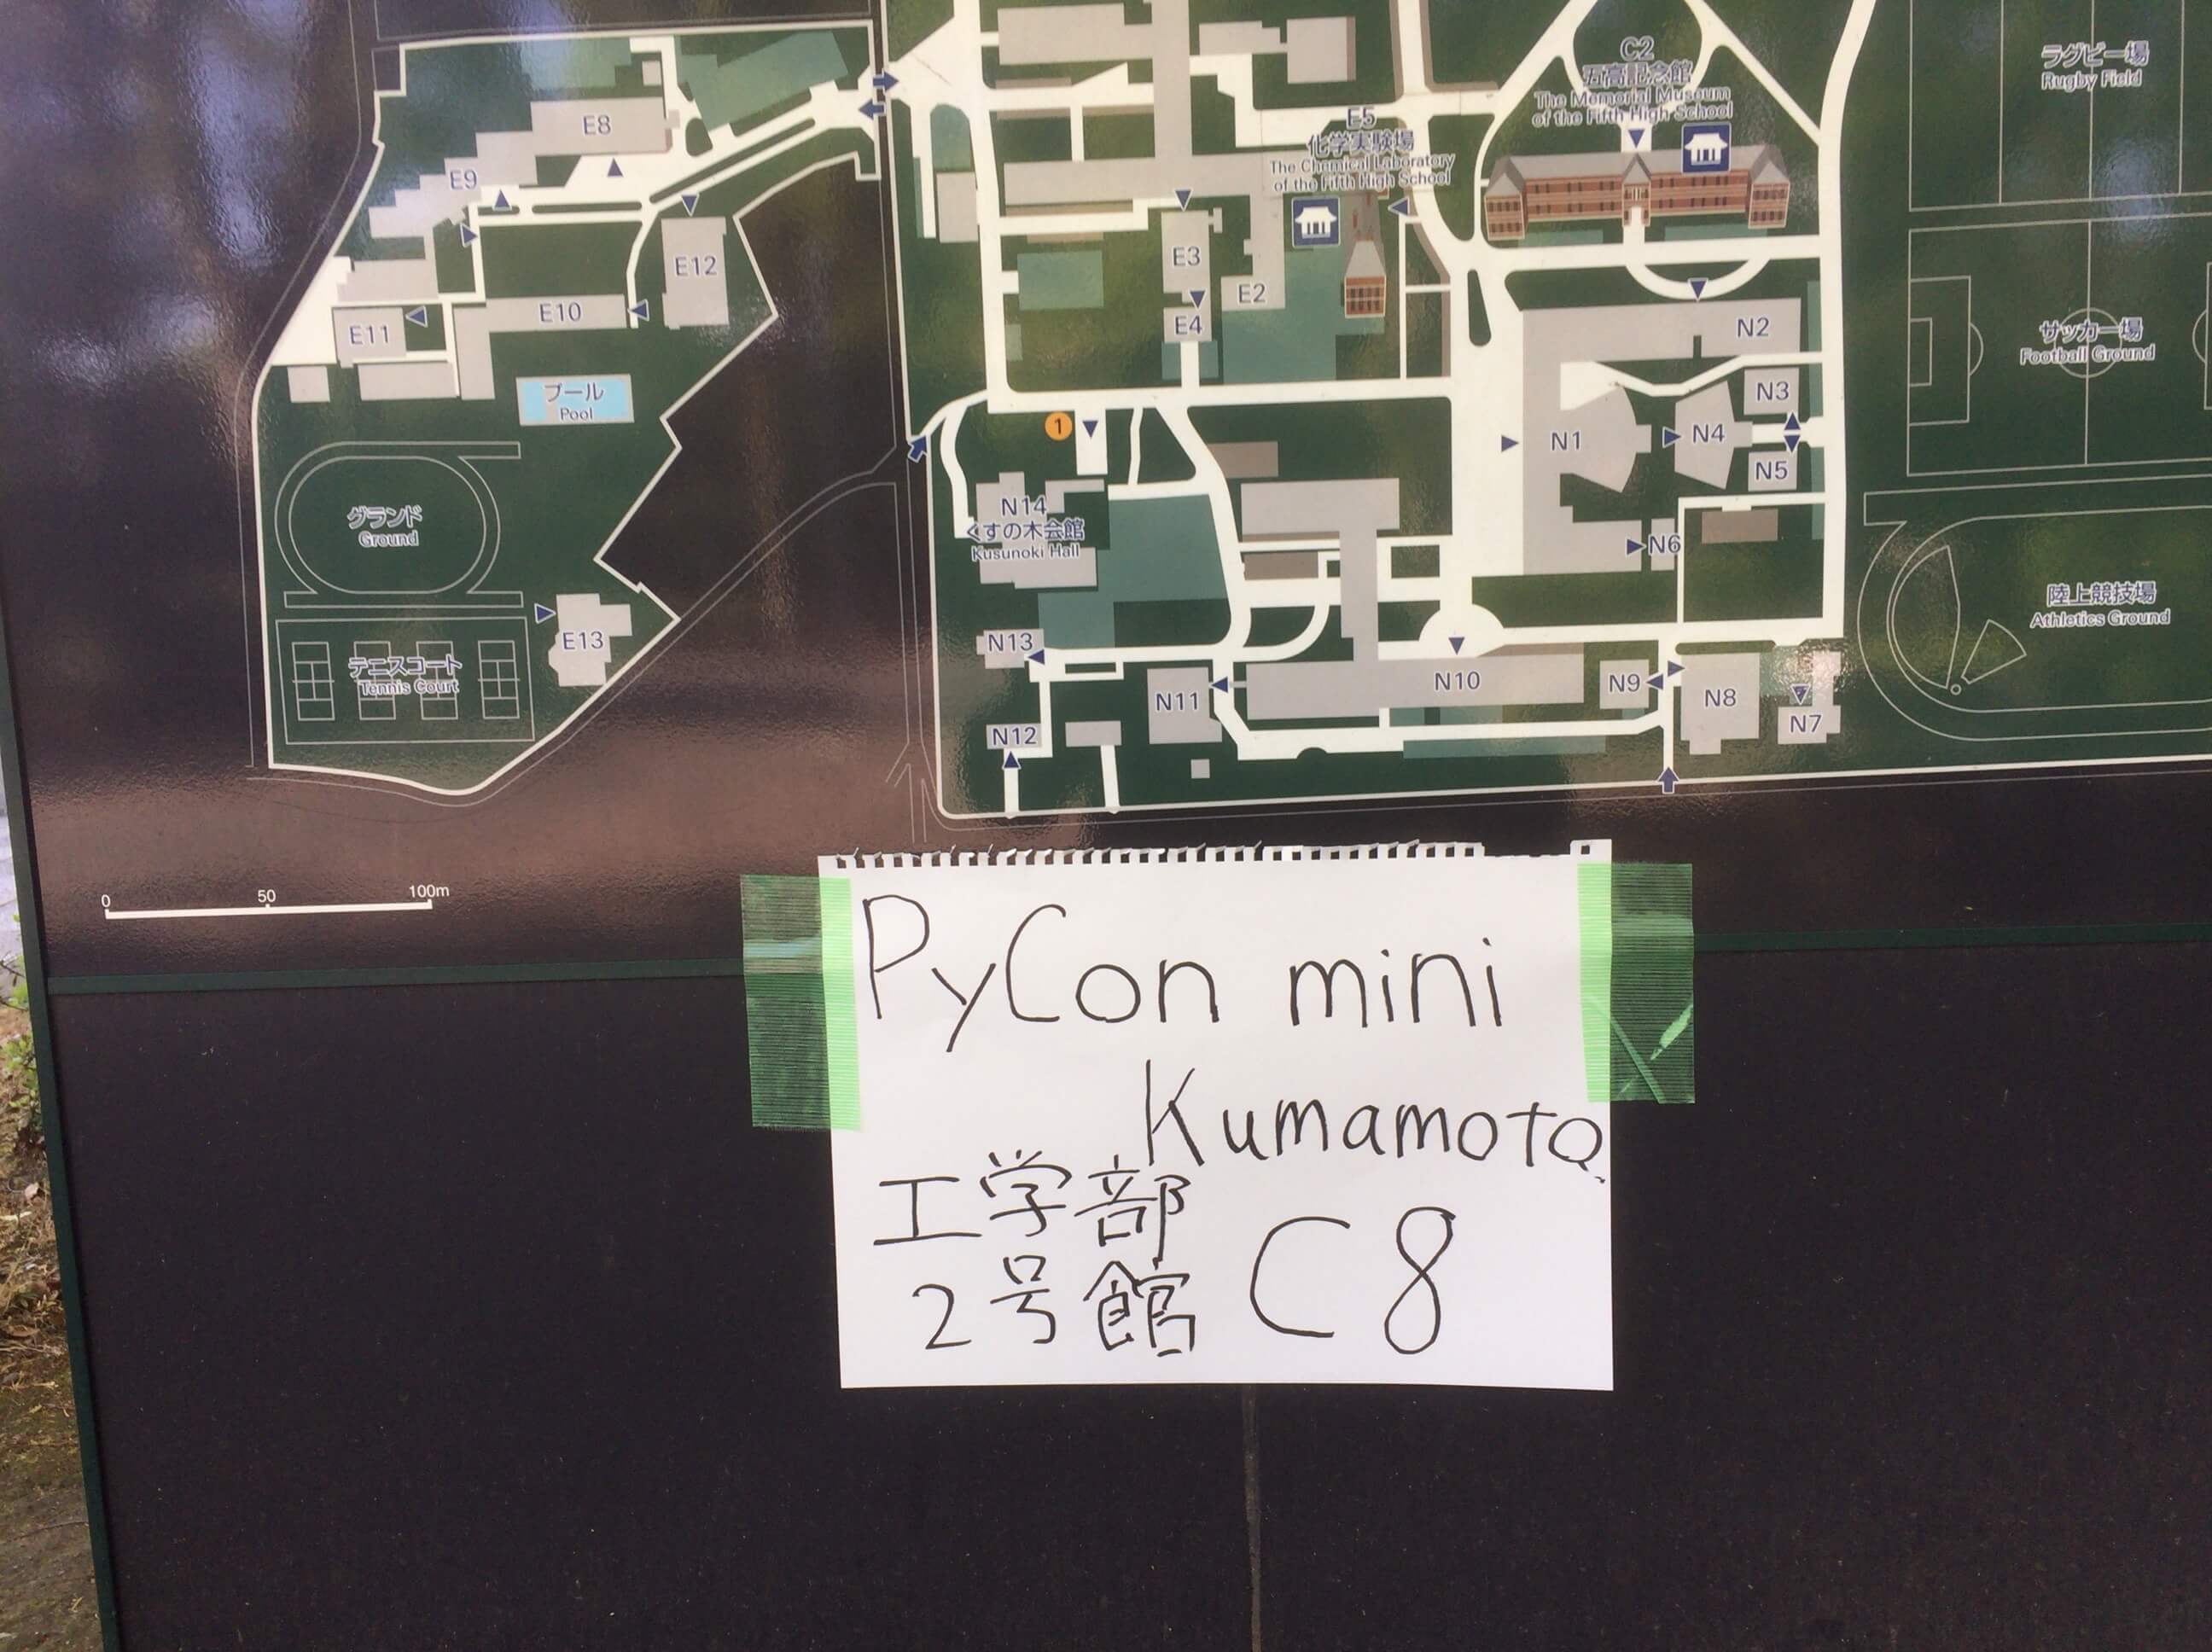 C2
五高記念館
The Memorial Museum
of the Fifth High School
ラグビー場
Rugby Field
E8
E5
化学実験場
The Chemical Laboratory
of the Fifth High School
E9
E12
E3
E2
E10
E11
E4
N2
サッカー場
Football Ground
プール
Pool
1
N3
N1
N4
N5
グランド
Ground
N14
くすの木会館
Kusunoki Hall
N6
陸上競技場
Athletics Ground
E13
N13
テニスコート
Tennis Court
N11
N10
N9
N8
N7
N12
0 50 100m
PyCon mini
Kumamoto
工学部
2号館 C8